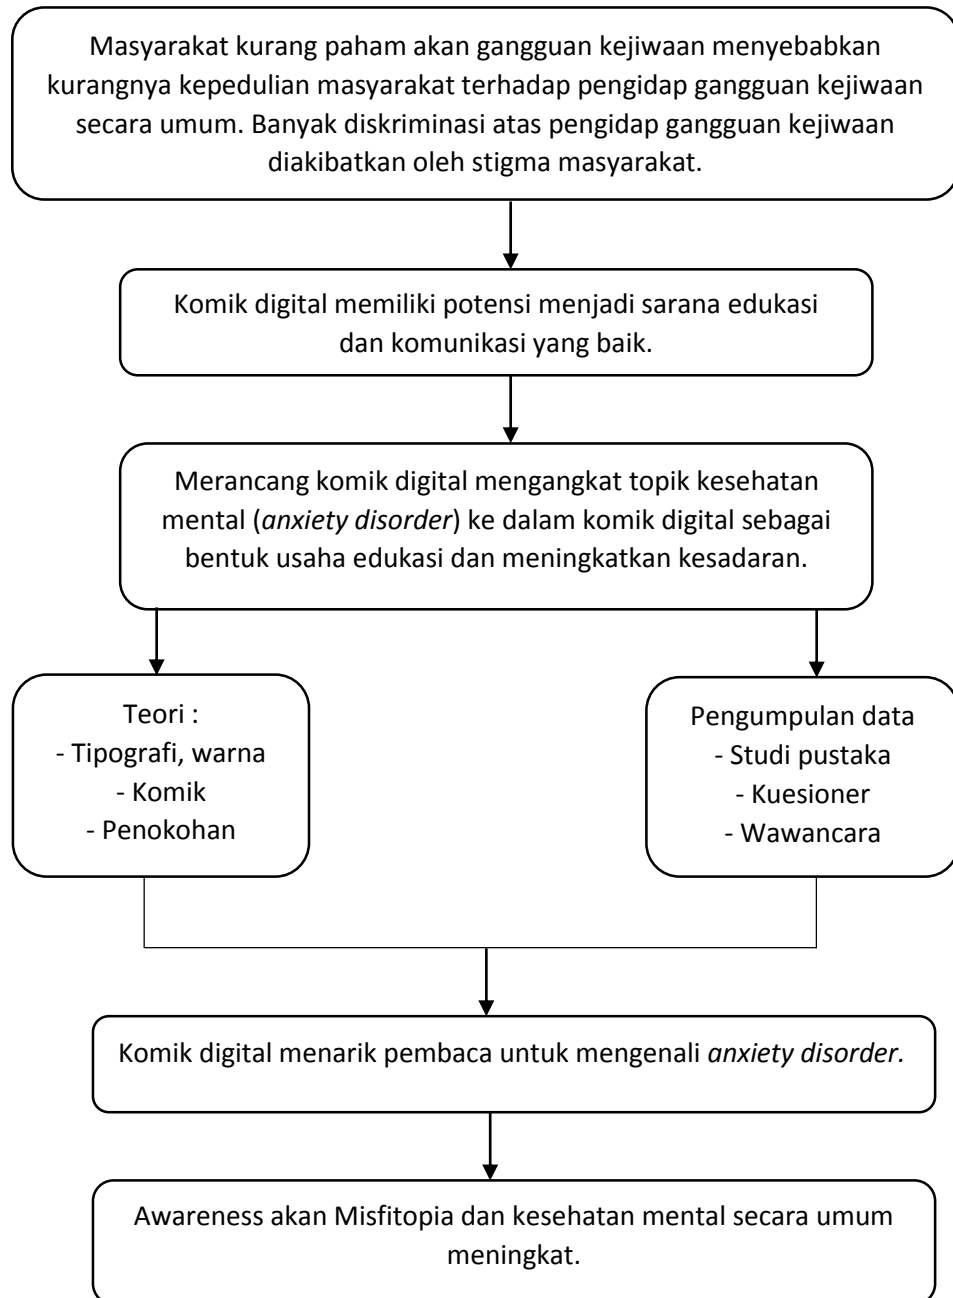 Masyarakat kurang paham akan gangguan kejiwaan menyebabkan
kurangnya kepedulian masyarakat terhadap pengidap gangguan kejiwaan
secara umum. Banyak diskriminasi atas pengidap gangguan kejiwaan
diakibatkan oleh stigma masyarakat.
Komik digital memiliki potensi menjadi sarana edukasi
dan komunikasi yang baik.
Merancang komik digital mengangkat topik kesehatan
mental (anxiety disorder) ke dalam komik digital sebagai
bentuk usaha edukasi dan meningkatkan kesadaran.
Teori :
- Tipografi, warna
- Komik
- Penokohan
Pengumpulan data
- Studi pustaka
- Kuesioner
- Wawancara
Komik digital menarik pembaca untuk mengenali anxiety disorder.
Awareness akan Misfitopia dan kesehatan mental secara umum
meningkat.